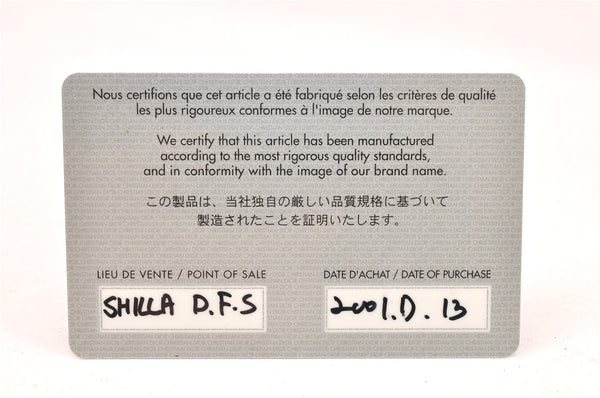 Nous certifions que cet article a été fabriqué selon les critères de qualité
les plus rigoureux conformes à l'image de notre marque.
We certify that this article has been manufactured
according to the most rigorous quality standards,
and in conformity with the image of our brand name.
この製品は、当社独自の厳しい品質規格に基づいて
製造されたことを証明いたします。
LIEU DE VENTE / POINT OF SALE
SHILLA D.F.S
DATE D'ACHAT / DATE OF PURCHASE
2001.D.13